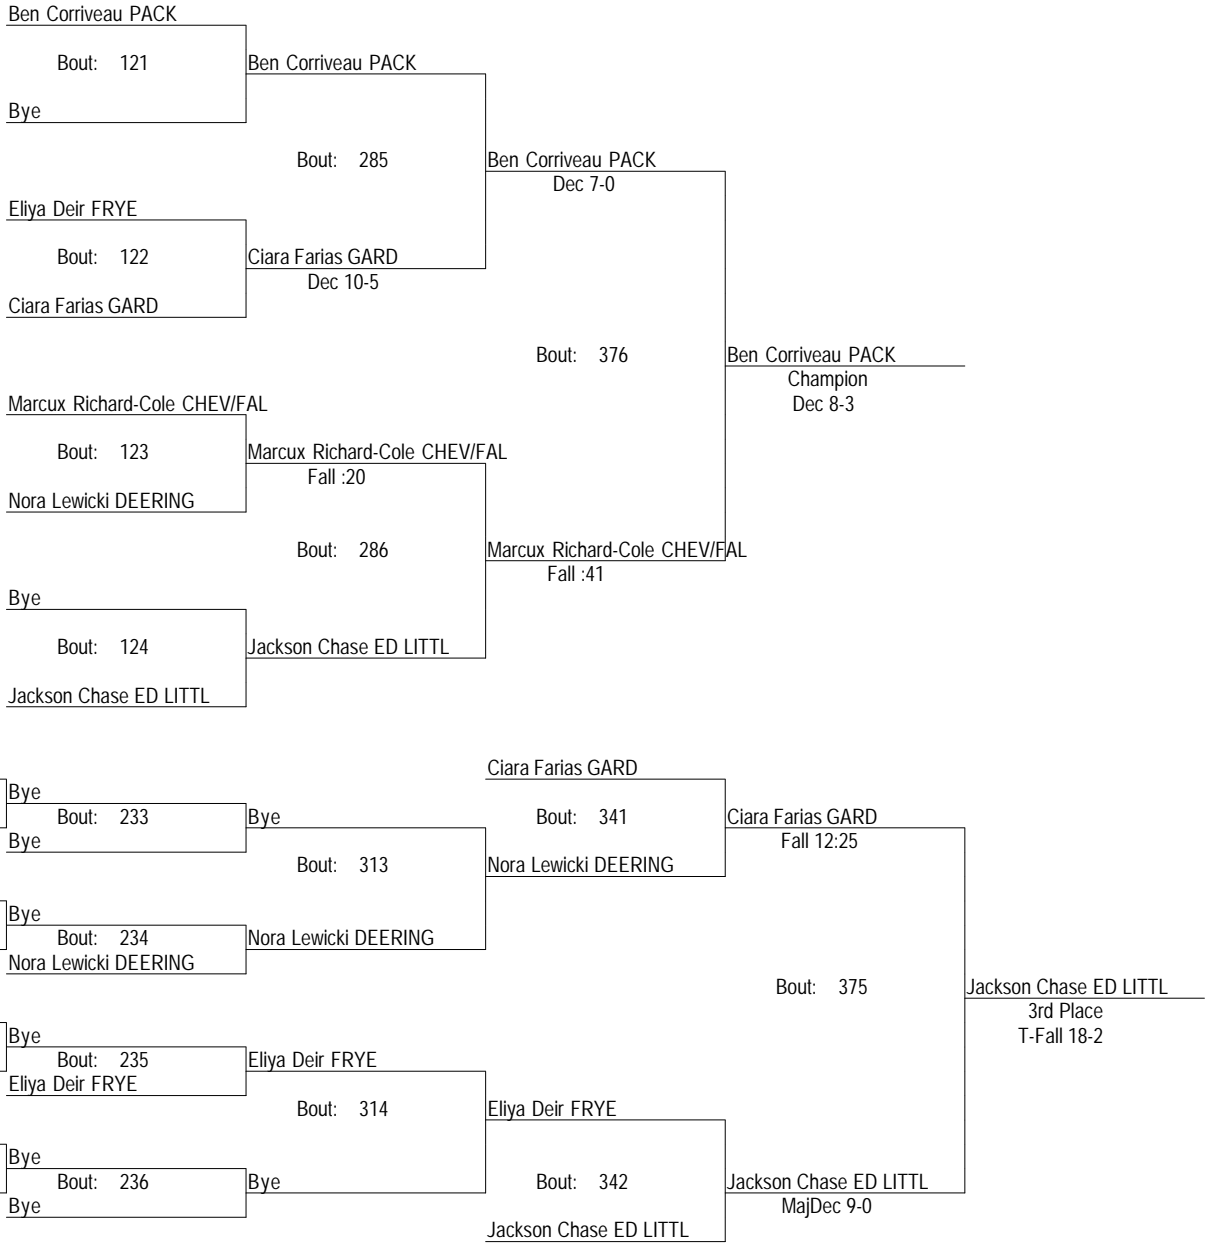 Ben Corriveau PACK
Bout: 121
Ben Corriveau PACK
Bye
Bout: 285
Ben Corriveau PACK
Dec 7-0
Eliya Deir FRYE
Bout: 122
Ciara Farias GARD
Dec 10-5
Ciara Farias GARD
Bout: 376
Ben Corriveau PACK
Champion
Dec 8-3
Marcux Richard-Cole CHEV/FAL
Bout: 123
Marcux Richard-Cole CHEV/FAL
Fall :20
Nora Lewicki DEERING
Bout: 286
Marcux Richard-Cole CHEV/FAL
Fall :41
Bye
Bout: 124
Jackson Chase ED LITTL
Jackson Chase ED LITTL
Ciara Farias GARD
Bye
Bout: 233
Bye
Bout: 341
Ciara Farias GARD
Fall 12:25
Bye
Bout: 313
Nora Lewicki DEERING
Bye
Bout: 234
Nora Lewicki DEERING
Nora Lewicki DEERING
Bout: 375
Jackson Chase ED LITTL
3rd Place
T-Fall 18-2
Bye
Bout: 235
Eliya Deir FRYE
Eliya Deir FRYE
Bout: 314
Eliya Deir FRYE
Bye
Bout: 236
Bye
Bout: 342
Jackson Chase ED LITTL
MajDec 9-0
Bye
Jackson Chase ED LITTL